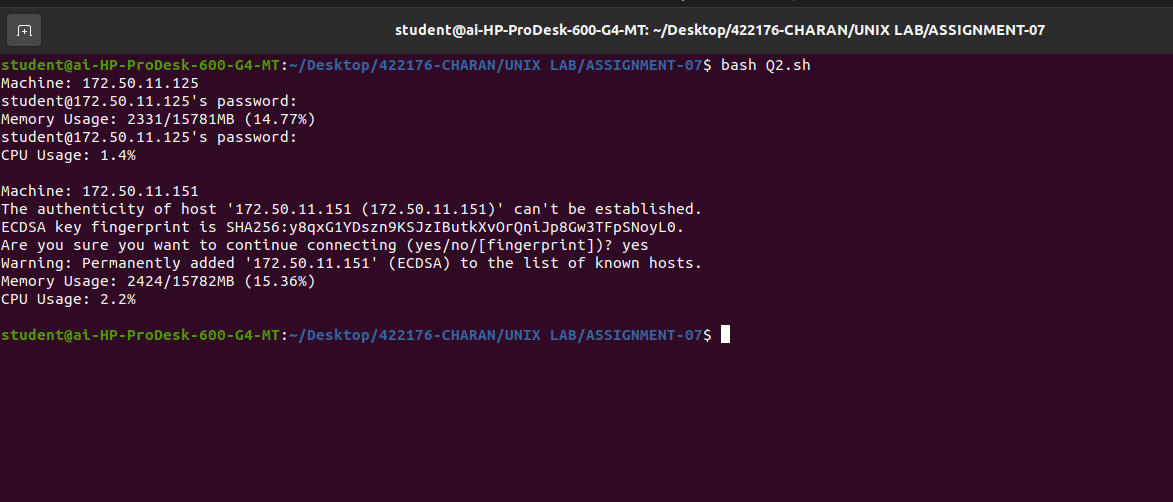 student@ai-HP-ProDesk-600-G4-MT: ~/Desktop/422176-CHARAN/UNIX LAB/ASSIGNMENT-07
student@ai-HP-ProDesk-600-G4-MT:~/Desktop/422176-CHARAN/UNIX LAB/ASSIGNMENT-07$ bash Q2.sh
Machine: 172.50.11.125
student@172.50.11.125's password:
Memory Usage: 2331/15781MB (14.77%)
student@172.50.11.125's password:
CPU Usage: 1.4%
Machine: 172.50.11.151
The authenticity of host '172.50.11.151 (172.50.11.151)' can't be established.
ECDSA key fingerprint is SHA256:y8qxG1YDszn9KSJzIButkXvOrQniJp8Gw3TFpSNoyL0.
Are you sure you want to continue connecting (yes/no/[fingerprint])? yes
Warning: Permanently added '172.50.11.151' (ECDSA) to the list of known hosts.
Memory Usage: 2424/15782MB (15.36%)
CPU Usage: 2.2%
student@ai-HP-ProDesk-600-G4-MT:~/Desktop/422176-CHARAN/UNIX LAB/ASSIGNMENT-07$